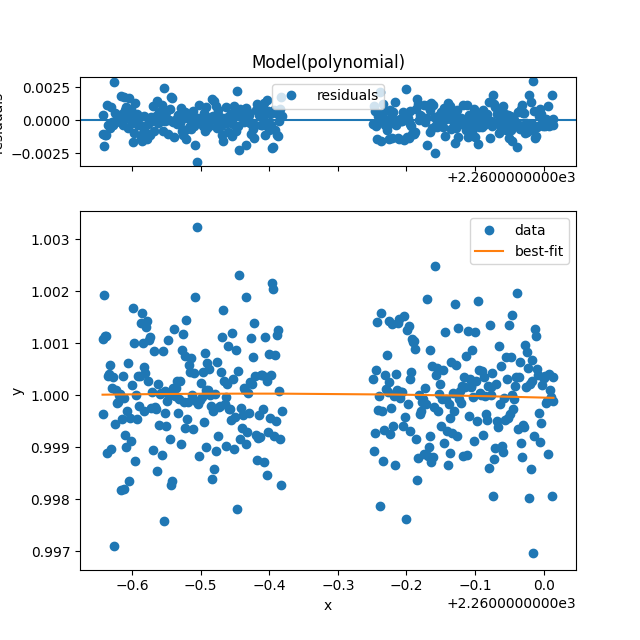 Model(polynomial)
residuals
0.0025
0.0000
−0.0025
residuals
+2.2600000000e3
1.003
1.002
1.001
1.000
0.999
0.998
0.997
y
data
best-fit
−0.6 −0.5 −0.4 −0.3 −0.2 −0.1 0.0
x
+2.2600000000e3